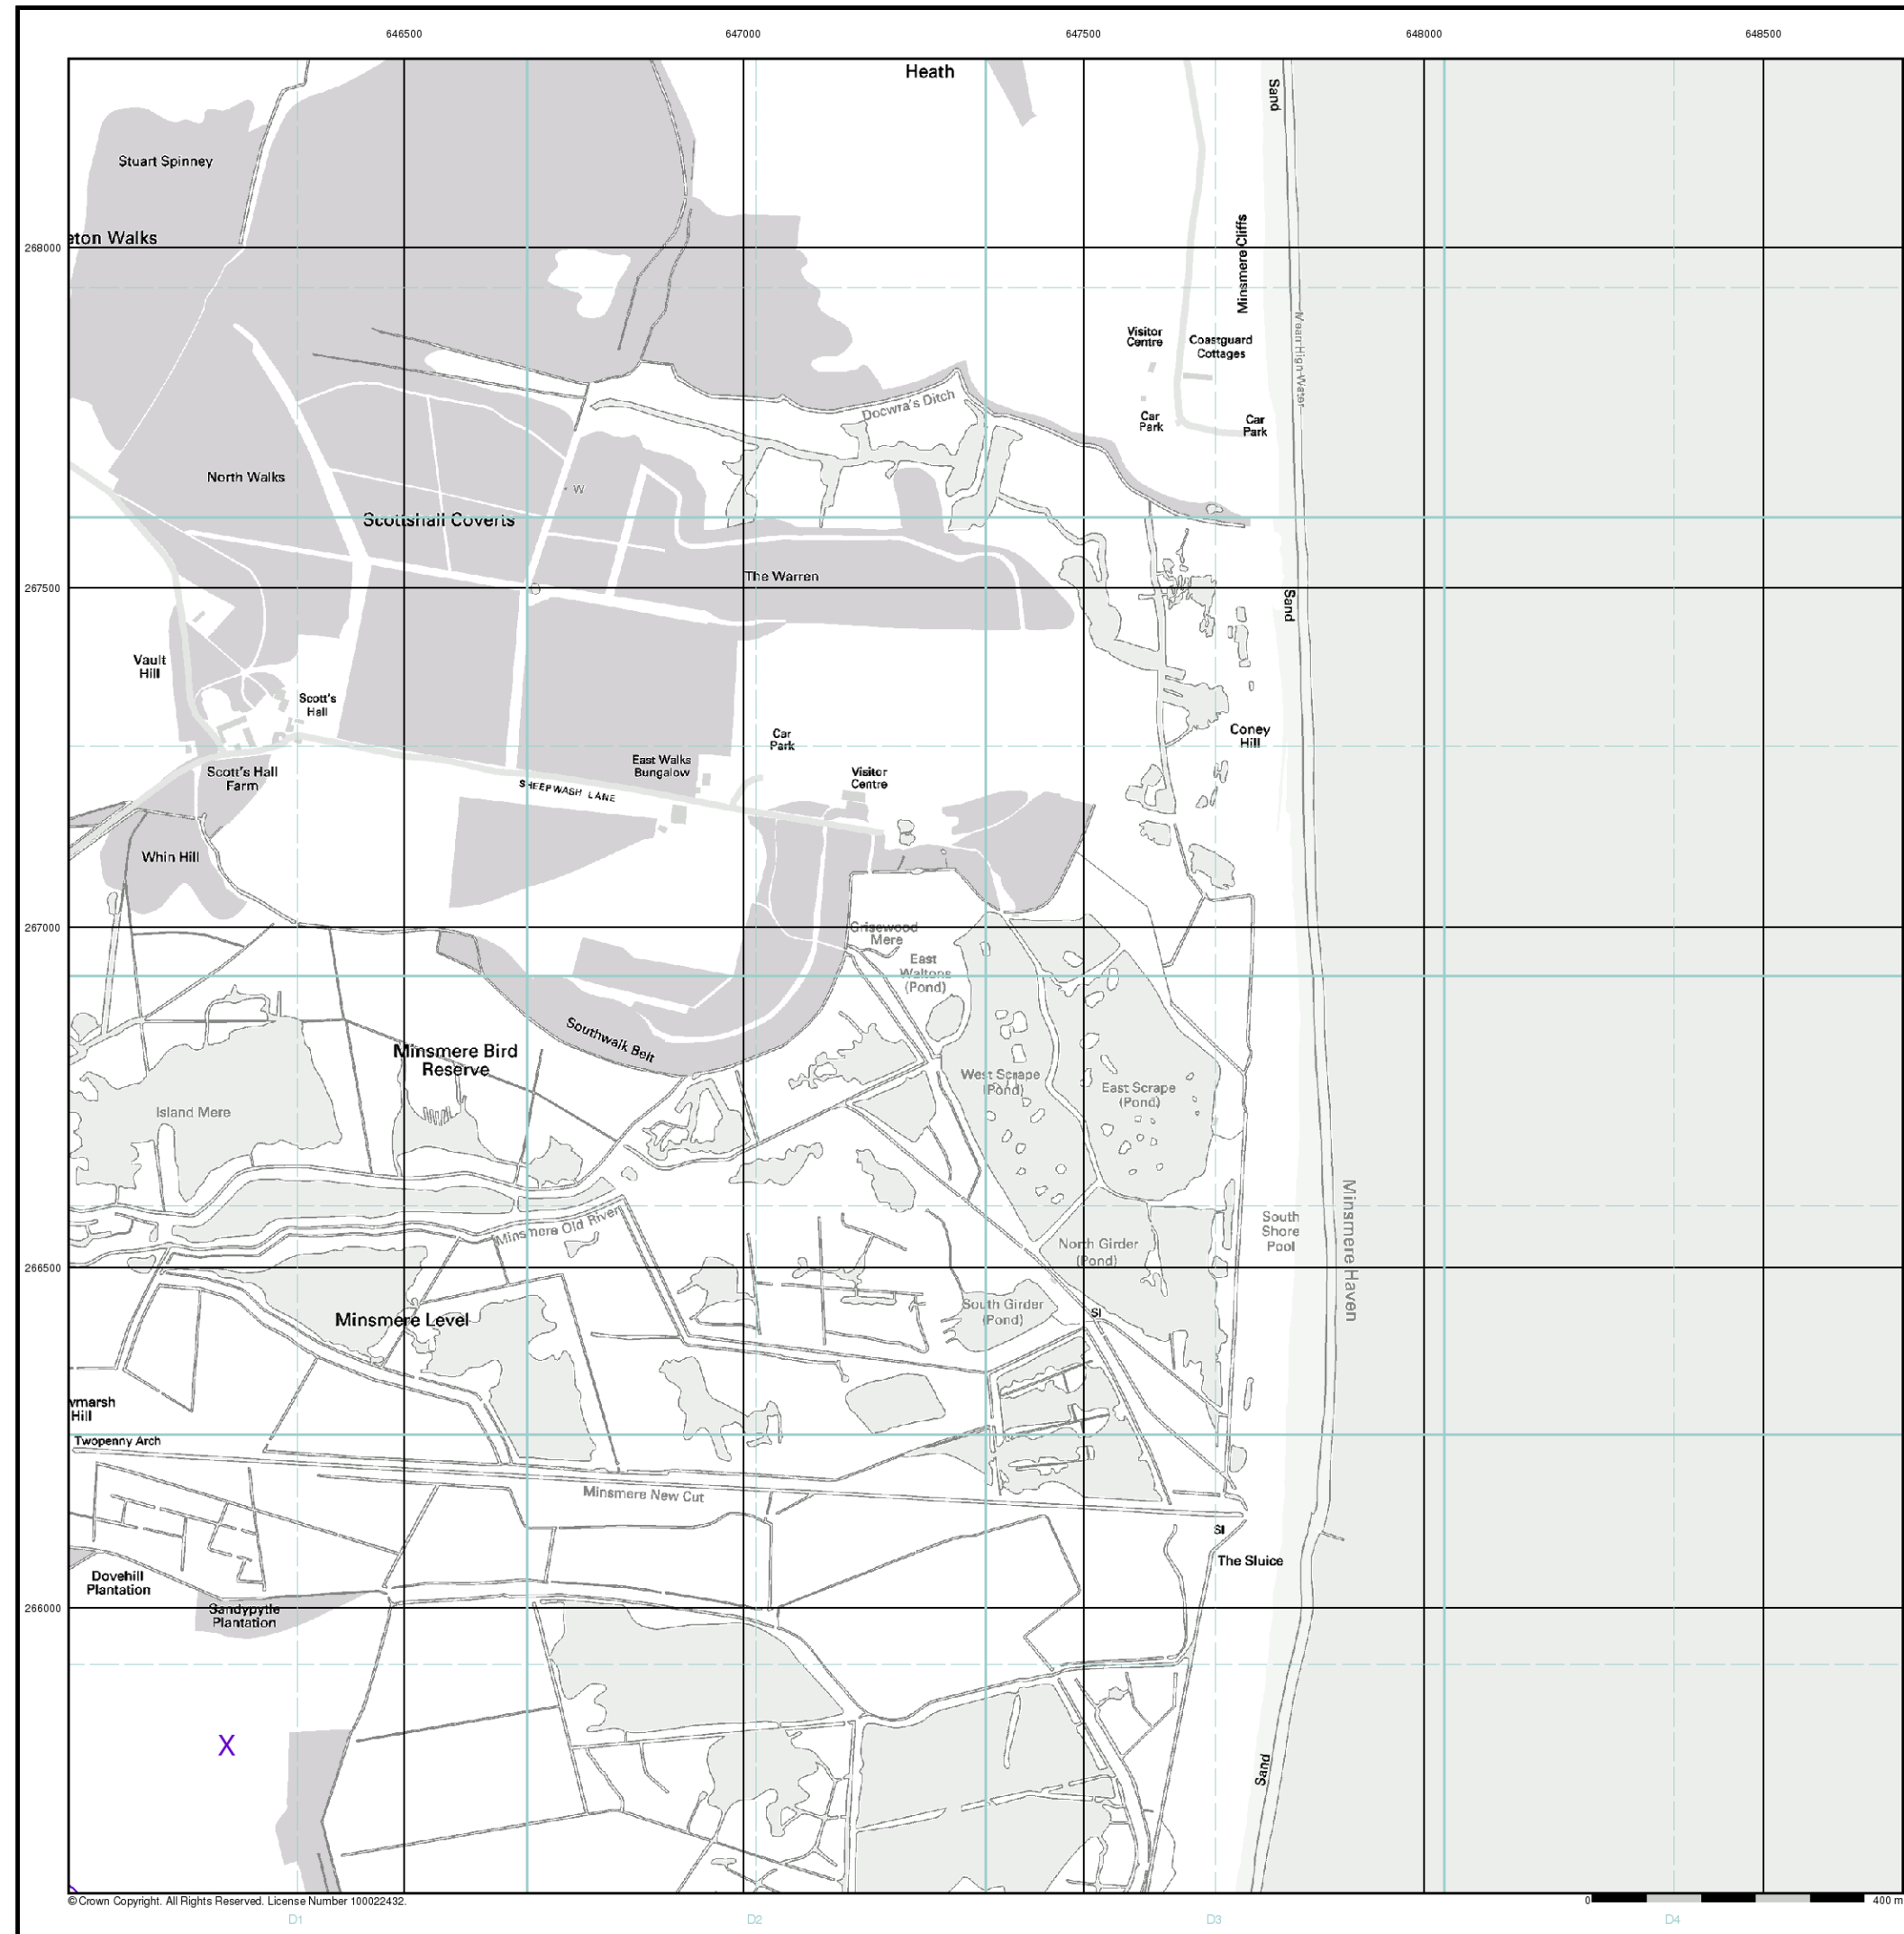 646500 647000 647500 648000 648500
Heath
Sand
Stuart Spinney
eton Walks
268000
Minsmere Cliffs
Mean High Water
Visitor
Centre
Coastguard
Cottages
Docwra's Ditch
Car
Park
Car
Park
North Walks
W
Scottshall Coverts
The Warren
267500
Sand
Vault
Hill
Scott's
Hall
Coney
Hill
Car
Park
East Walks
Bungalow
Scott's Hall
Farm
Visitor
Centre
SHEEPWASH LANE
Whin Hill
267000
Grisewood
Mere
East
Waltons
(Pond)
Southwalk Belt
Minsmere Bird
Reserve
West Scrape
(Pond)
East Scrape
(Pond)
Island Mere
Minsmere Old River
South
Shore
Pool
Minsmere Haven
North Girder
(Pond)
266500
South Girder
(Pond)
Sl
Minsmere Level
wmarsh
Hill
Twopenny Arch
Minsmere New Cut
Sl
The Sluice
Dovehill
Plantation
266000
Sandypytle
Plantation
X
Sand
© Crown Copyright. All Rights Reserved. License Number 100022432.
0 400 m
D1 D2 D3 D4